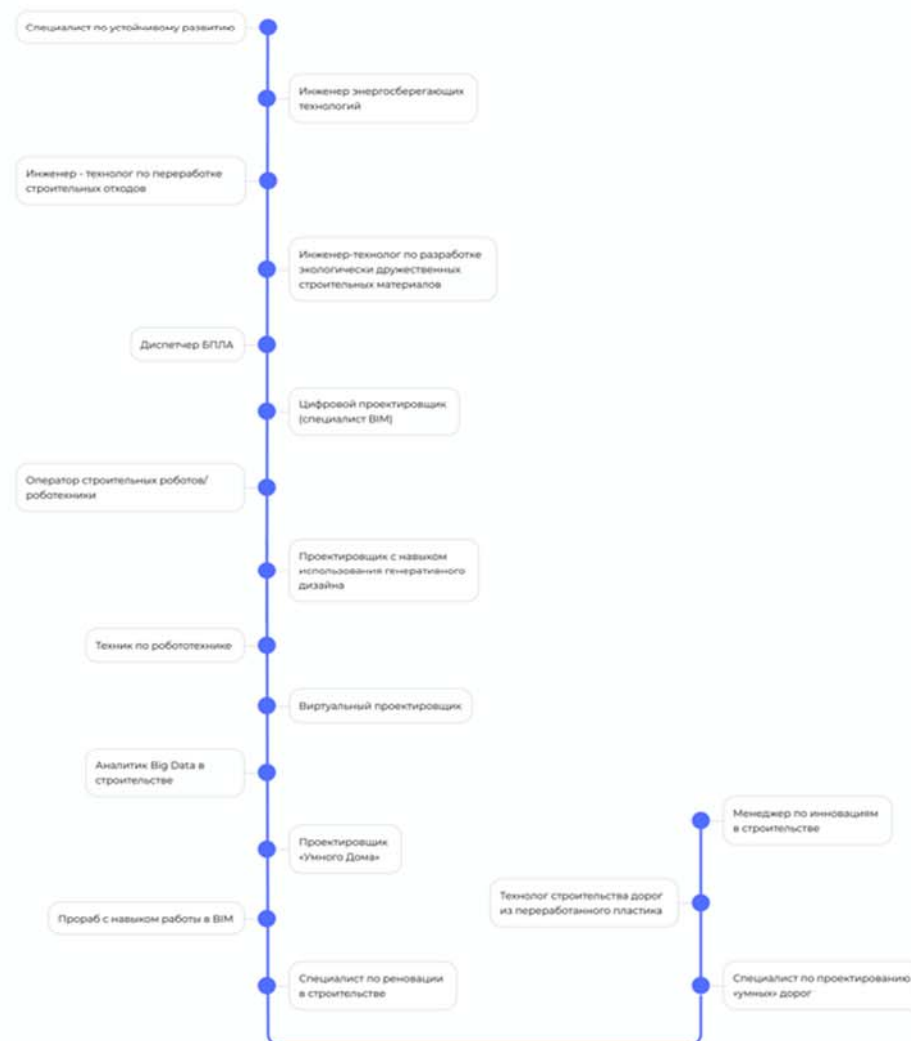 Специалист по устойчивому развитию
Инженер энергосберегающих
технологий
Инженер - технолог по переработке
строительных отходов
Инженер-технолог по разработке
экологически дружественных
строительных материалов
Диспетчер БПЛА
Цифровой проектировщик
(специалист BIM)
Оператор строительных роботов/
роботехники
Проектировщик с навыком
использования генеративного
дизайна
Техник по робототехнике
Виртуальный проектировщик
Аналитик Big Data в
строительстве
Проектировщик
«Умного Дома»
Прораб с навыком работы в BIM
Специалист по реновации
в строительстве
Менеджер по инновациям
в строительстве
Технолог строительства дорог
из переработанного пластика
Специалист по проектированию
«умных» дорог